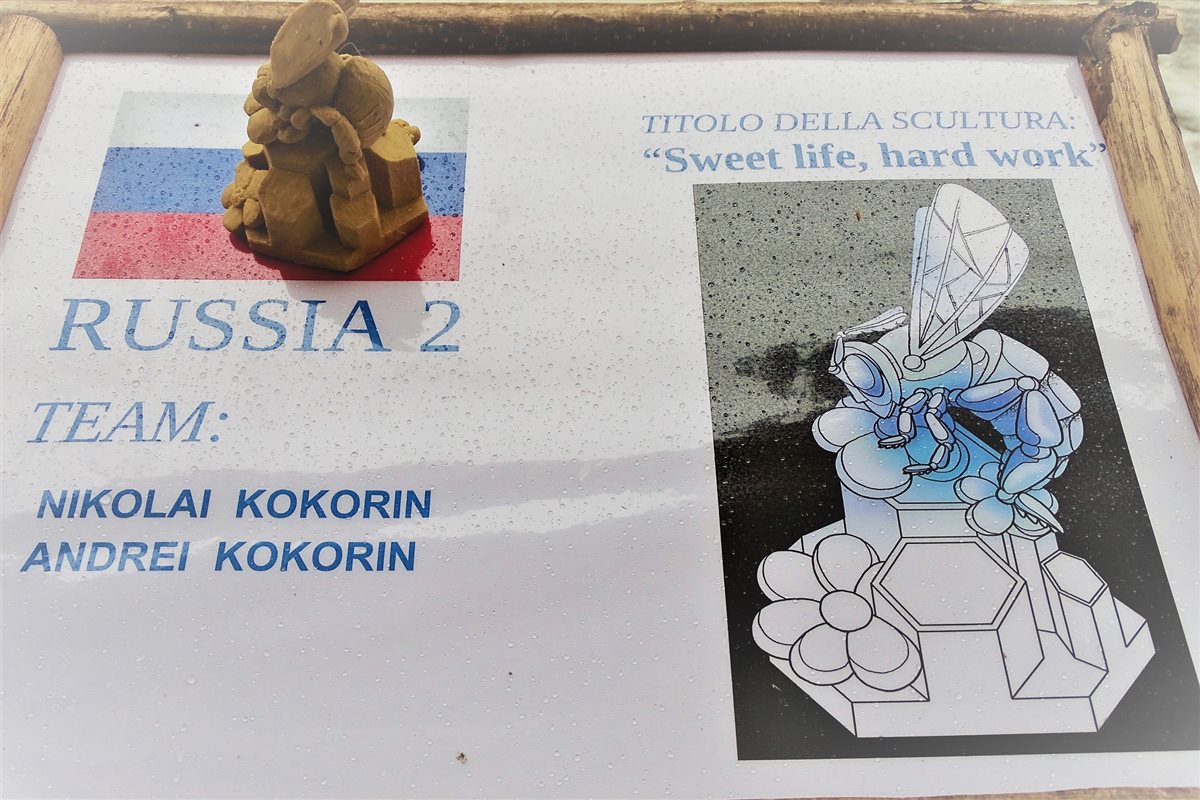 RUSSIA 2
TEAM:
NIKOLAI KOKORIN
ANDREI KOKORIN
TITOLO DELLA SCULTURA:
“Sweet life, hard work”